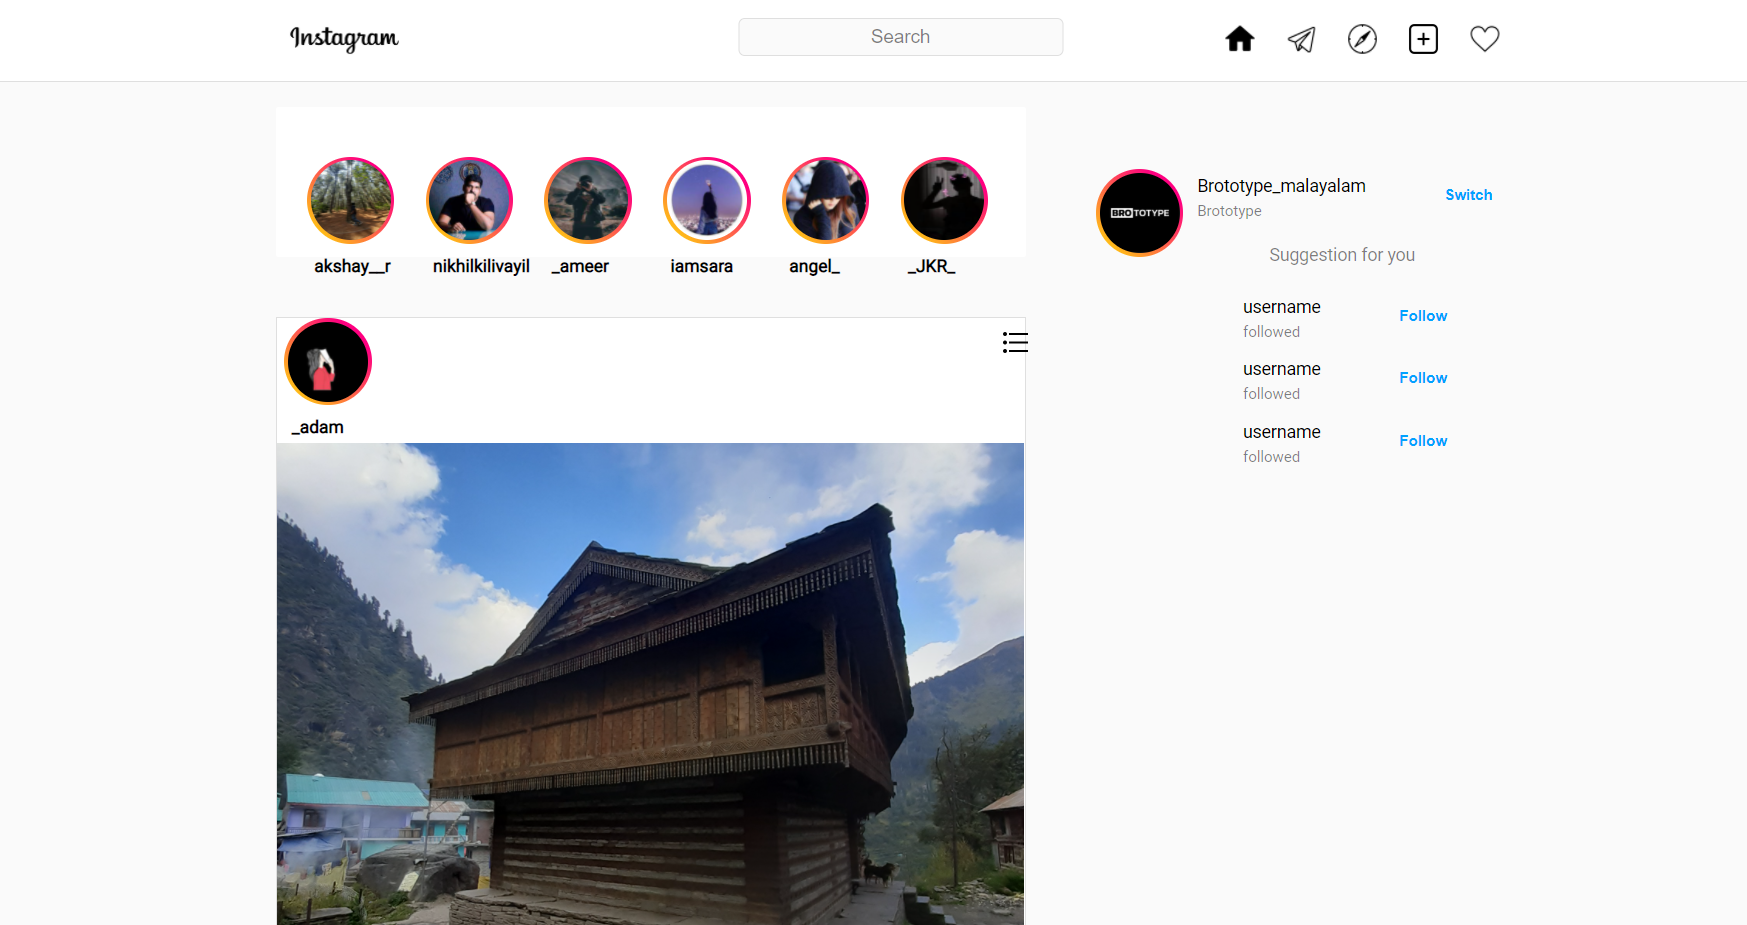 Instagram
Search
akshay__r
nikhilkilivayil
_ameer
iamsara
angel_
_JKR_
BROTOTYPE
Brototype_malayalam
Brototype
Switch
Suggestion for you
username
followed
Follow
username
followed
Follow
username
followed
Follow
_adam